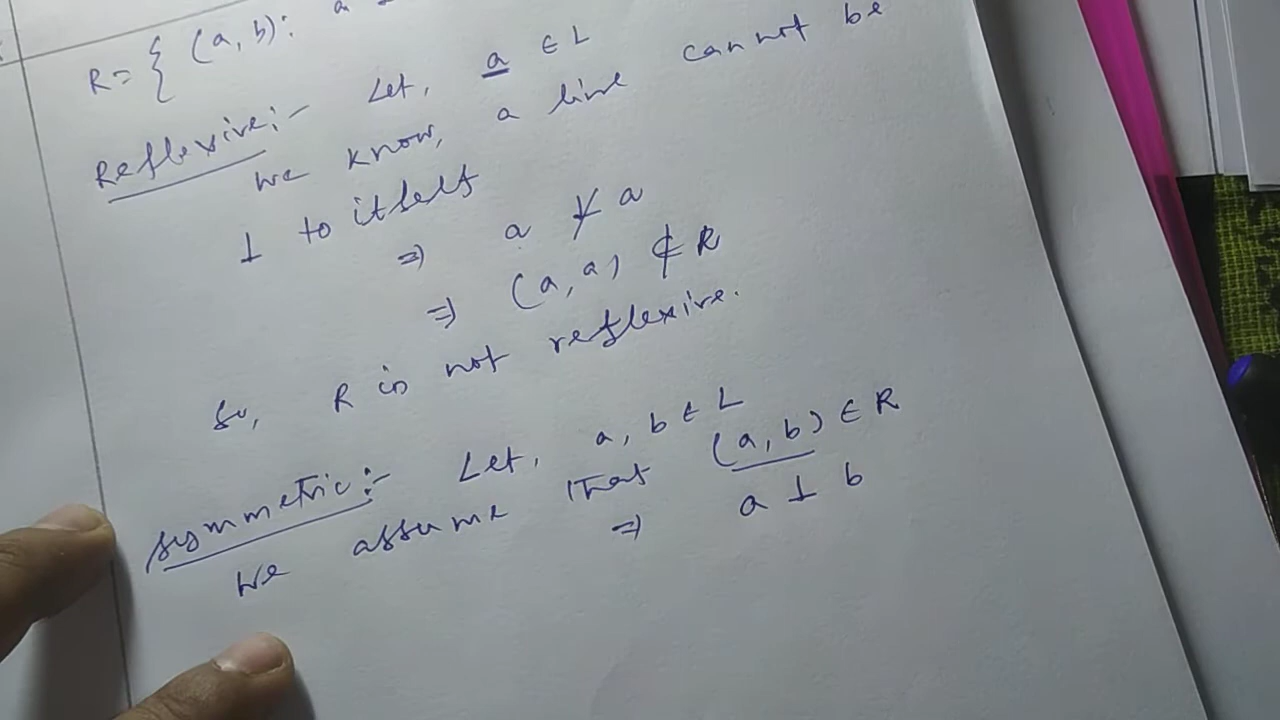 R = { (a, b): a
Reflexive:- Let, a ∈ L
We know, a line cannot be
⊥ to itself
⇒ a ⊥̸ a
⇒ (a, a) ∉ R
So, R is not reflexive.
Symmetric:- Let, a, b ∈ L
We assume that (a, b) ∈ R
⇒ a ⊥ b